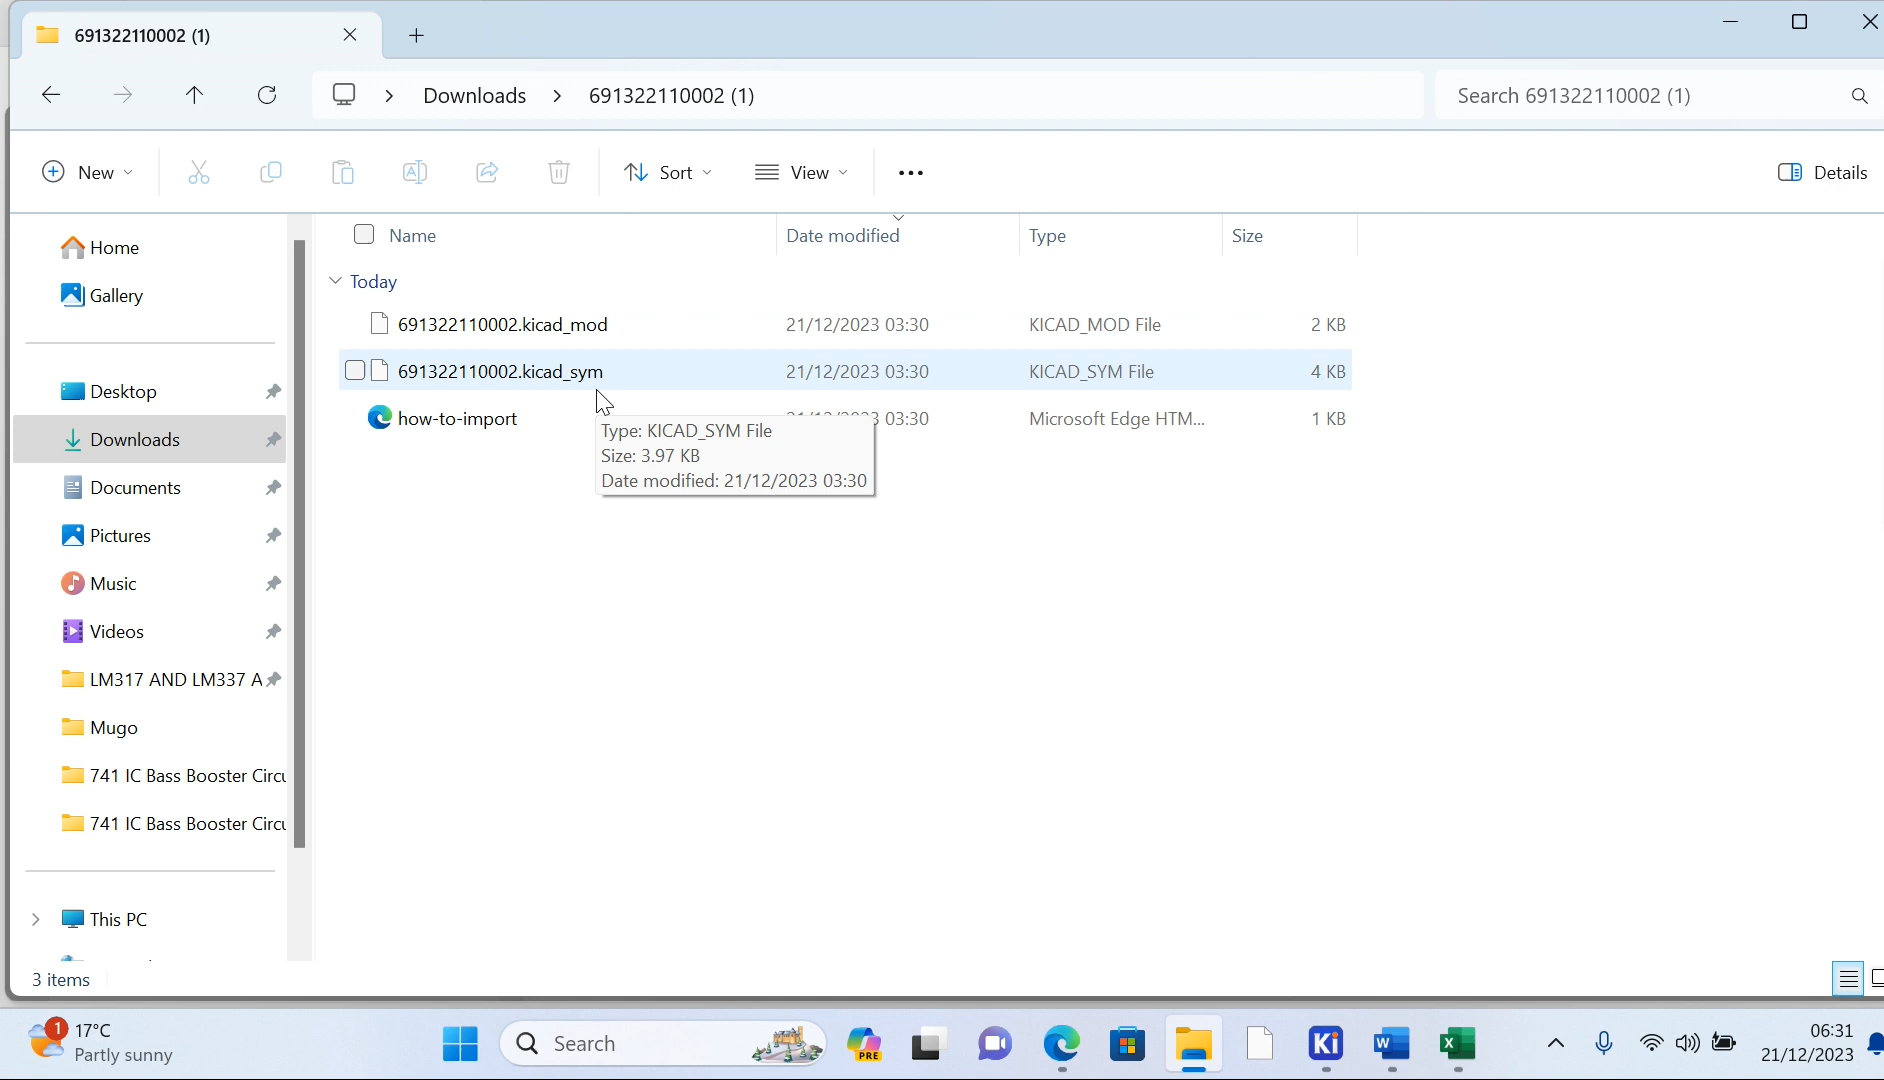 691322110002 (1)
Downloads > 691322110002 (1)
Search 691322110002 (1)
New
Sort
View
Details
Home
Gallery
Desktop
Downloads
Documents
Pictures
Music
Videos
LM317 AND LM337 A
Mugo
741 IC Bass Booster Circu
741 IC Bass Booster Circu
This PC
Name Date modified Type Size
Today
691322110002.kicad_mod 21/12/2023 03:30 KICAD_MOD File 2 KB
691322110002.kicad_sym 21/12/2023 03:30 KICAD_SYM File 4 KB
how-to-import 03:30 Microsoft Edge HTM... 1 KB
Type: KICAD_SYM File
Size: 3.97 KB
Date modified: 21/12/2023 03:30
3 items
1
17°C
Partly sunny
Search
PRE
Ki
W
X
06:31
21/12/2023